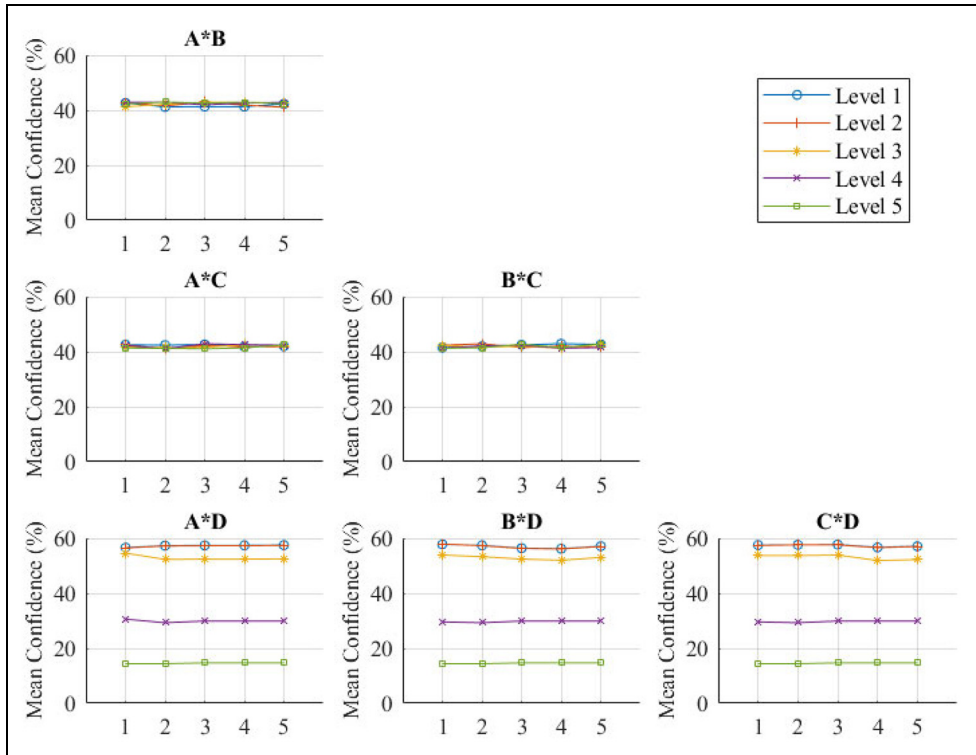 A*B
Mean Confidence (%)
60
40
20
0
1 2 3 4 5
Level 1
Level 2
Level 3
Level 4
Level 5
A*C
Mean Confidence (%)
60
40
20
0
1 2 3 4 5
B*C
Mean Confidence (%)
60
40
20
0
1 2 3 4 5
A*D
Mean Confidence (%)
60
40
20
0
1 2 3 4 5
B*D
Mean Confidence (%)
60
40
20
0
1 2 3 4 5
C*D
Mean Confidence (%)
60
40
20
0
1 2 3 4 5